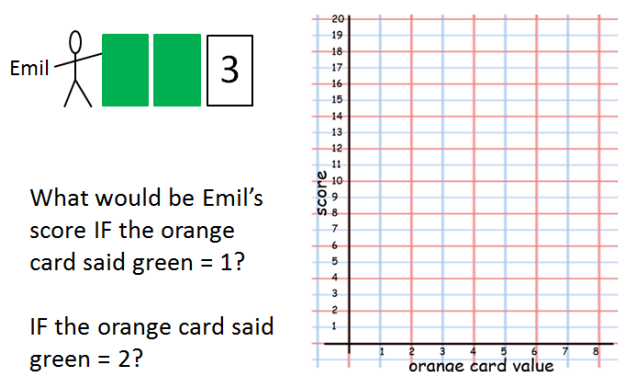 Emil
3
What would be Emil's
score IF the orange
card said green = 1?
IF the orange card said
green = 2?
20
19
18
17
16
15
14
13
12
11
10
9
8
7
6
5
4
3
2
1
score
1 2 3 4 5 6 7 8
orange card value